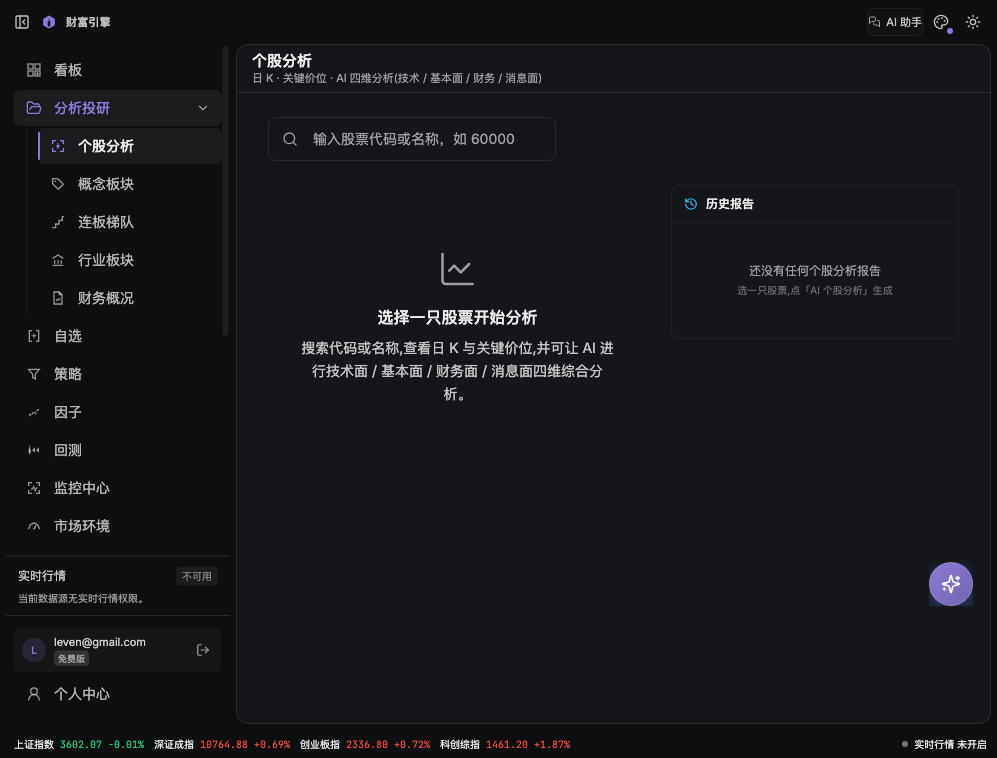 财富引擎
AI 助手
看板
分析投研
个股分析
概念板块
连板梯队
行业板块
财务概况
自选
策略
因子
回测
监控中心
市场环境
实时行情 不可用
当前数据源无实时行情权限。
L
leven@gmail.com
免费版
个人中心
个股分析
日 K · 关键价位 · AI 四维分析(技术 / 基本面 / 财务 / 消息面)
输入股票代码或名称，如 60000
选择一只股票开始分析
搜索代码或名称,查看日 K 与关键价位,并可让 AI 进
行技术面 / 基本面 / 财务面 / 消息面四维综合分
析。
历史报告
还没有任何个股分析报告
选一只股票,点「AI 个股分析」生成
上证指数 3602.07 -0.01% 深证成指 10764.88 +0.69% 创业板指 2336.80 +0.72% 科创综指 1461.20 +1.87%
实时行情 未开启